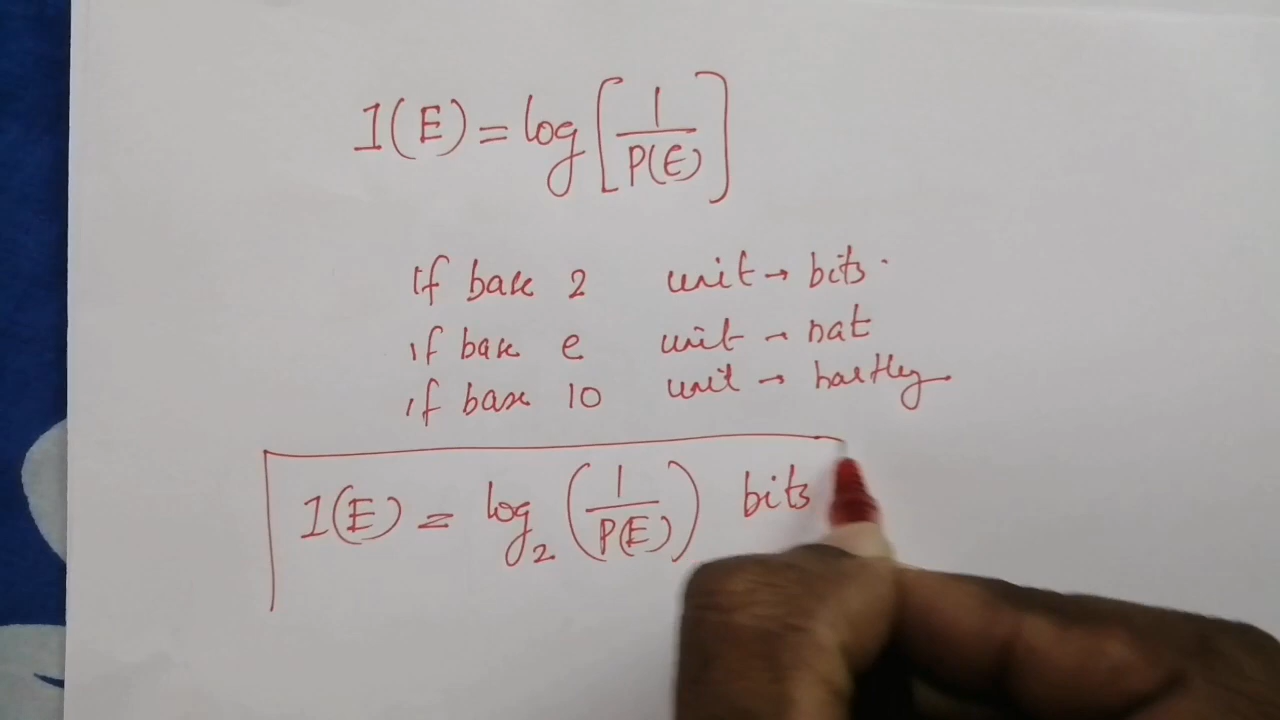 I(E) = log [1/P(E)]
if base 2 unit → bits.
if base e unit → nat
if base 10 unit → hartley
I(E) = log₂ (1/P(E)) bits